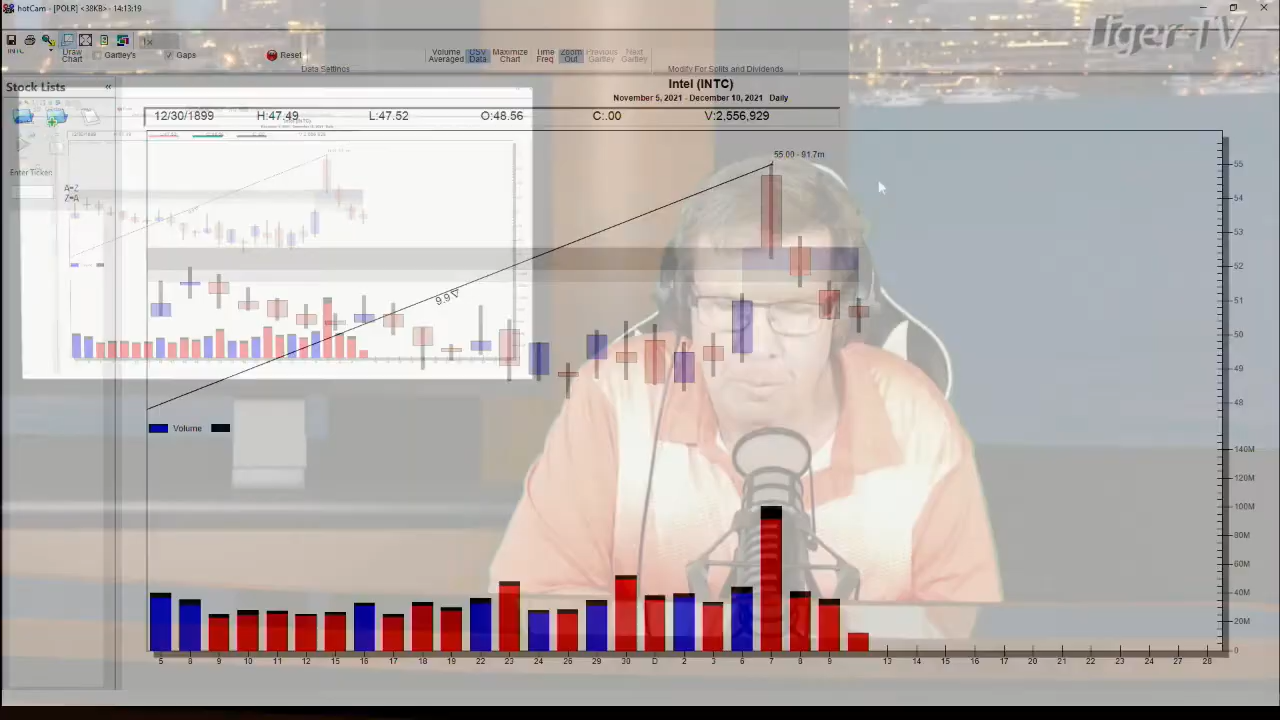 hotCam - [POLR] <38KB> - 14:13:19
Tiger-TV
INTC
Draw Chart
Gartley's
Gaps
Reset
Volume Averaged
CSV Data
Maximize Chart
Time Freq
Zoom Out
Previous Gartley
Next Gartley
Data Settings
Modify For Splits and Dividends
Stock Lists «
Intel (INTC)
November 5, 2021 - December 10, 2021 Daily
12/30/1899 H:47.49 L:47.52 O:48.56 C:.00 V:2,556,929
Enter Ticker:
A=Z
Z=A
55.00 - 91.7m
9.9
55
54
53
52
51
50
49
48
Volume
140M
120M
100M
80M
60M
40M
20M
0
5 8 9 10 11 12 15 16 17 18 19 22 23 24 26 29 30 D 2 3 6 7 8 9 13 14 15 16 17 20 21 22 23 27 28